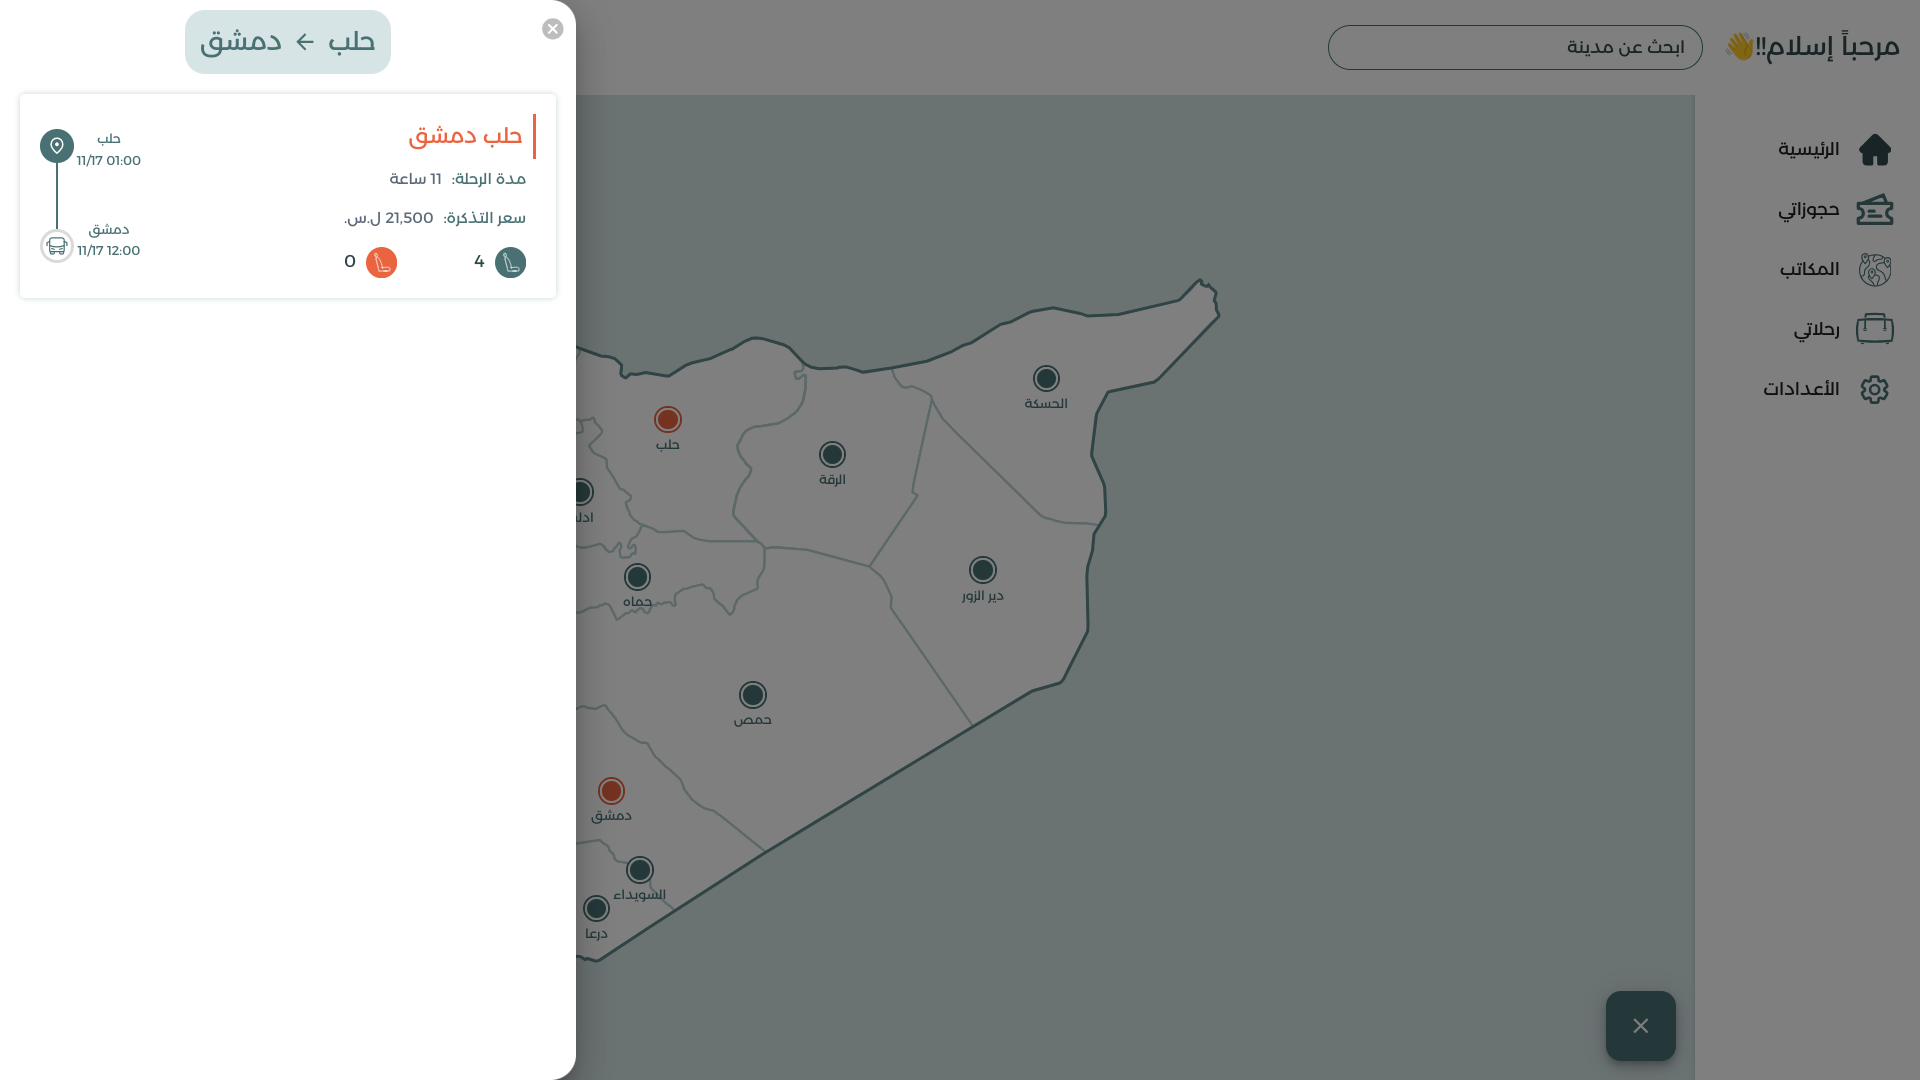 مرحباً إسلام!!👋
ابحث عن مدينة
الرئيسية
حجوزاتي
المكاتب
رحلاتي
الأعدادات
حلب ← دمشق
حلب دمشق
مدة الرحلة: 11 ساعة
سعر التذكرة: 21,500 ل.س.
4
0
حلب
11/17 01:00
دمشق
11/17 12:00
الحسكة
حلب
الرقة
ادل
دير الزور
حماه
حمص
دمشق
السويداء
درعا